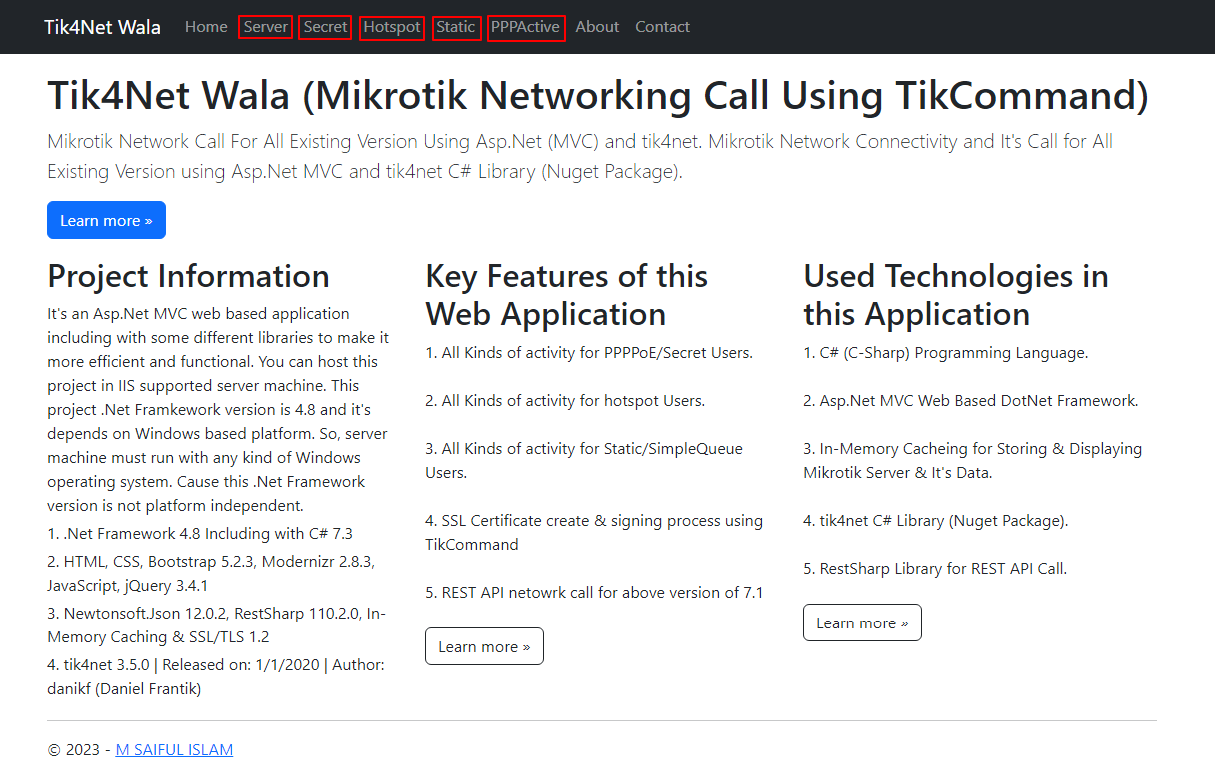 Tik4Net Wala Home Server Secret Hotspot Static PPPActive About Contact
Tik4Net Wala (Mikrotik Networking Call Using TikCommand)
Mikrotik Network Call For All Existing Version Using Asp.Net (MVC) and tik4net. Mikrotik Network Connectivity and It's Call for All
Existing Version using Asp.Net MVC and tik4net C# Library (Nuget Package).
Learn more »
Project Information
It's an Asp.Net MVC web based application
including with some different libraries to make it
more efficient and functional. You can host this
project in IIS supported server machine. This
project .Net Framkework version is 4.8 and it's
depends on Windows based platform. So, server
machine must run with any kind of Windows
operating system. Cause this .Net Framework
version is not platform independent.
1. .Net Framework 4.8 Including with C# 7.3
2. HTML, CSS, Bootstrap 5.2.3, Modernizr 2.8.3,
JavaScript, jQuery 3.4.1
3. Newtonsoft.Json 12.0.2, RestSharp 110.2.0, In-
Memory Caching & SSL/TLS 1.2
4. tik4net 3.5.0 | Released on: 1/1/2020 | Author:
danikf (Daniel Frantik)
Key Features of this
Web Application
1. All Kinds of activity for PPPPoE/Secret Users.
2. All Kinds of activity for hotspot Users.
3. All Kinds of activity for Static/SimpleQueue
Users.
4. SSL Certificate create & signing process using
TikCommand
5. REST API netowrk call for above version of 7.1
Learn more »
Used Technologies in
this Application
1. C# (C-Sharp) Programming Language.
2. Asp.Net MVC Web Based DotNet Framework.
3. In-Memory Cacheing for Storing & Displaying
Mikrotik Server & It's Data.
4. tik4net C# Library (Nuget Package).
5. RestSharp Library for REST API Call.
Learn more »
© 2023 - M SAIFUL ISLAM